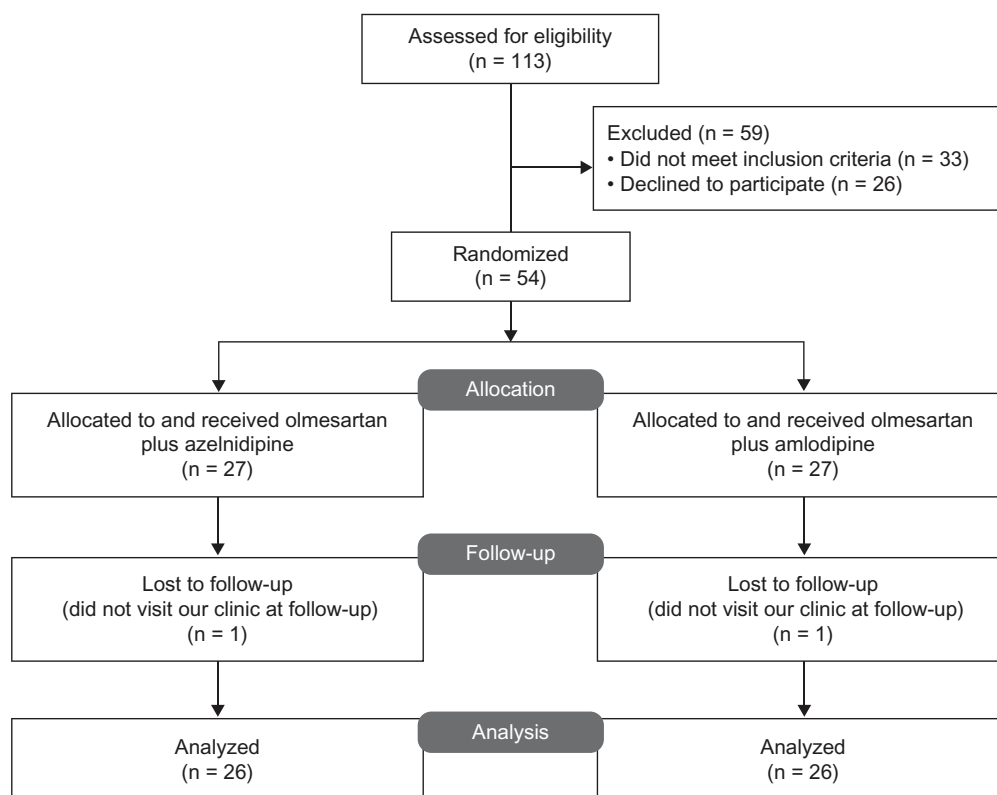 Assessed for eligibility
(n = 113)
Excluded (n = 59)
• Did not meet inclusion criteria (n = 33)
• Declined to participate (n = 26)
Randomized
(n = 54)
Allocation
Allocated to and received olmesartan
plus azelnidipine
(n = 27)
Allocated to and received olmesartan
plus amlodipine
(n = 27)
Follow-up
Lost to follow-up
(did not visit our clinic at follow-up)
(n = 1)
Lost to follow-up
(did not visit our clinic at follow-up)
(n = 1)
Analysis
Analyzed
(n = 26)
Analyzed
(n = 26)